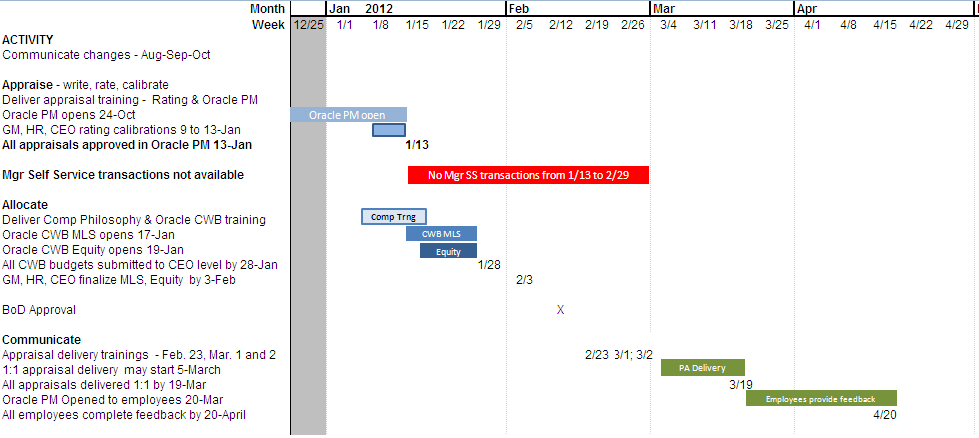 Month Jan 2012 Feb Mar Apr
Week 12/25 1/1 1/8 1/15 1/22 1/29 2/5 2/12 2/19 2/26 3/4 3/11 3/18 3/25 4/1 4/8 4/15 4/22 4/29
ACTIVITY
Communicate changes - Aug-Sep-Oct
Appraise - write, rate, calibrate
Deliver appraisal training - Rating & Oracle PM
Oracle PM opens 24-Oct Oracle PM open
GM, HR, CEO rating calibrations 9 to 13-Jan
All appraisals approved in Oracle PM 13-Jan 1/13
Mgr Self Service transactions not available No Mgr SS transactions from 1/13 to 2/29
Allocate
Deliver Comp Philosophy & Oracle CWB training Comp Trng
Oracle CWB MLS opens 17-Jan CWB MLS
Oracle CWB Equity opens 19-Jan Equity
All CWB budgets submitted to CEO level by 28-Jan 1/28
GM, HR, CEO finalize MLS, Equity by 3-Feb 2/3
BoD Approval X
Communicate
Appraisal delivery trainings - Feb. 23, Mar. 1 and 2 2/23 3/1; 3/2
1:1 appraisal delivery may start 5-March PA Delivery
All appraisals delivered 1:1 by 19-Mar 3/19
Oracle PM Opened to employees 20-Mar Employees provide feedback
All employees complete feedback by 20-April 4/20